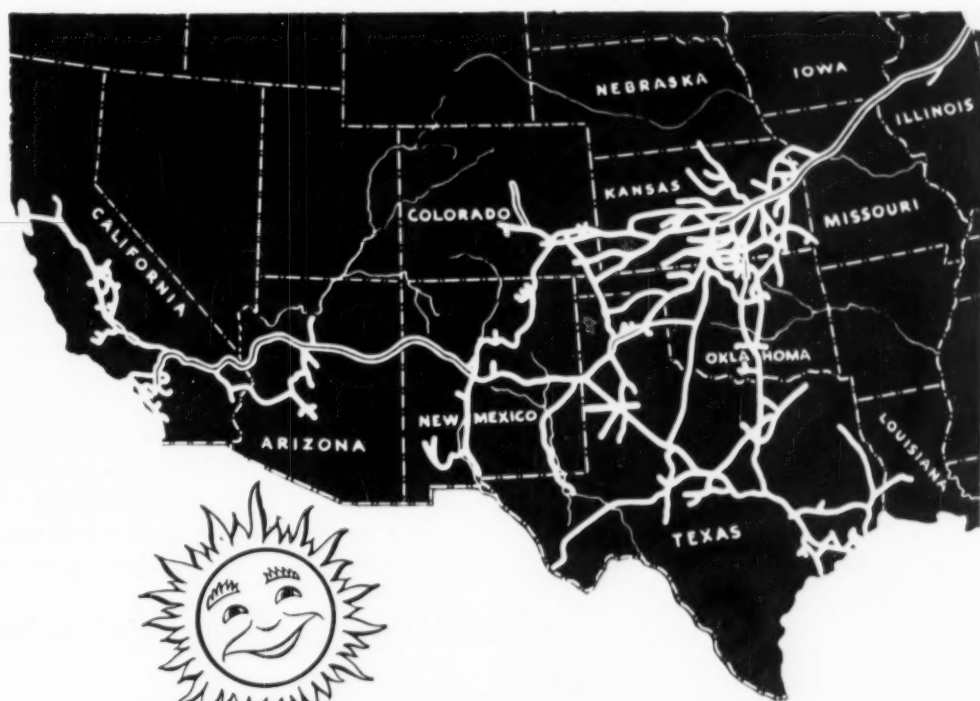 NEBRASKA
IOWA
ILLINOIS
COLORADO
KANSAS
MISSOURI
CALIFORNIA
OKLAHOMA
ARIZONA
NEW MEXICO
LOUISIANA
TEXAS